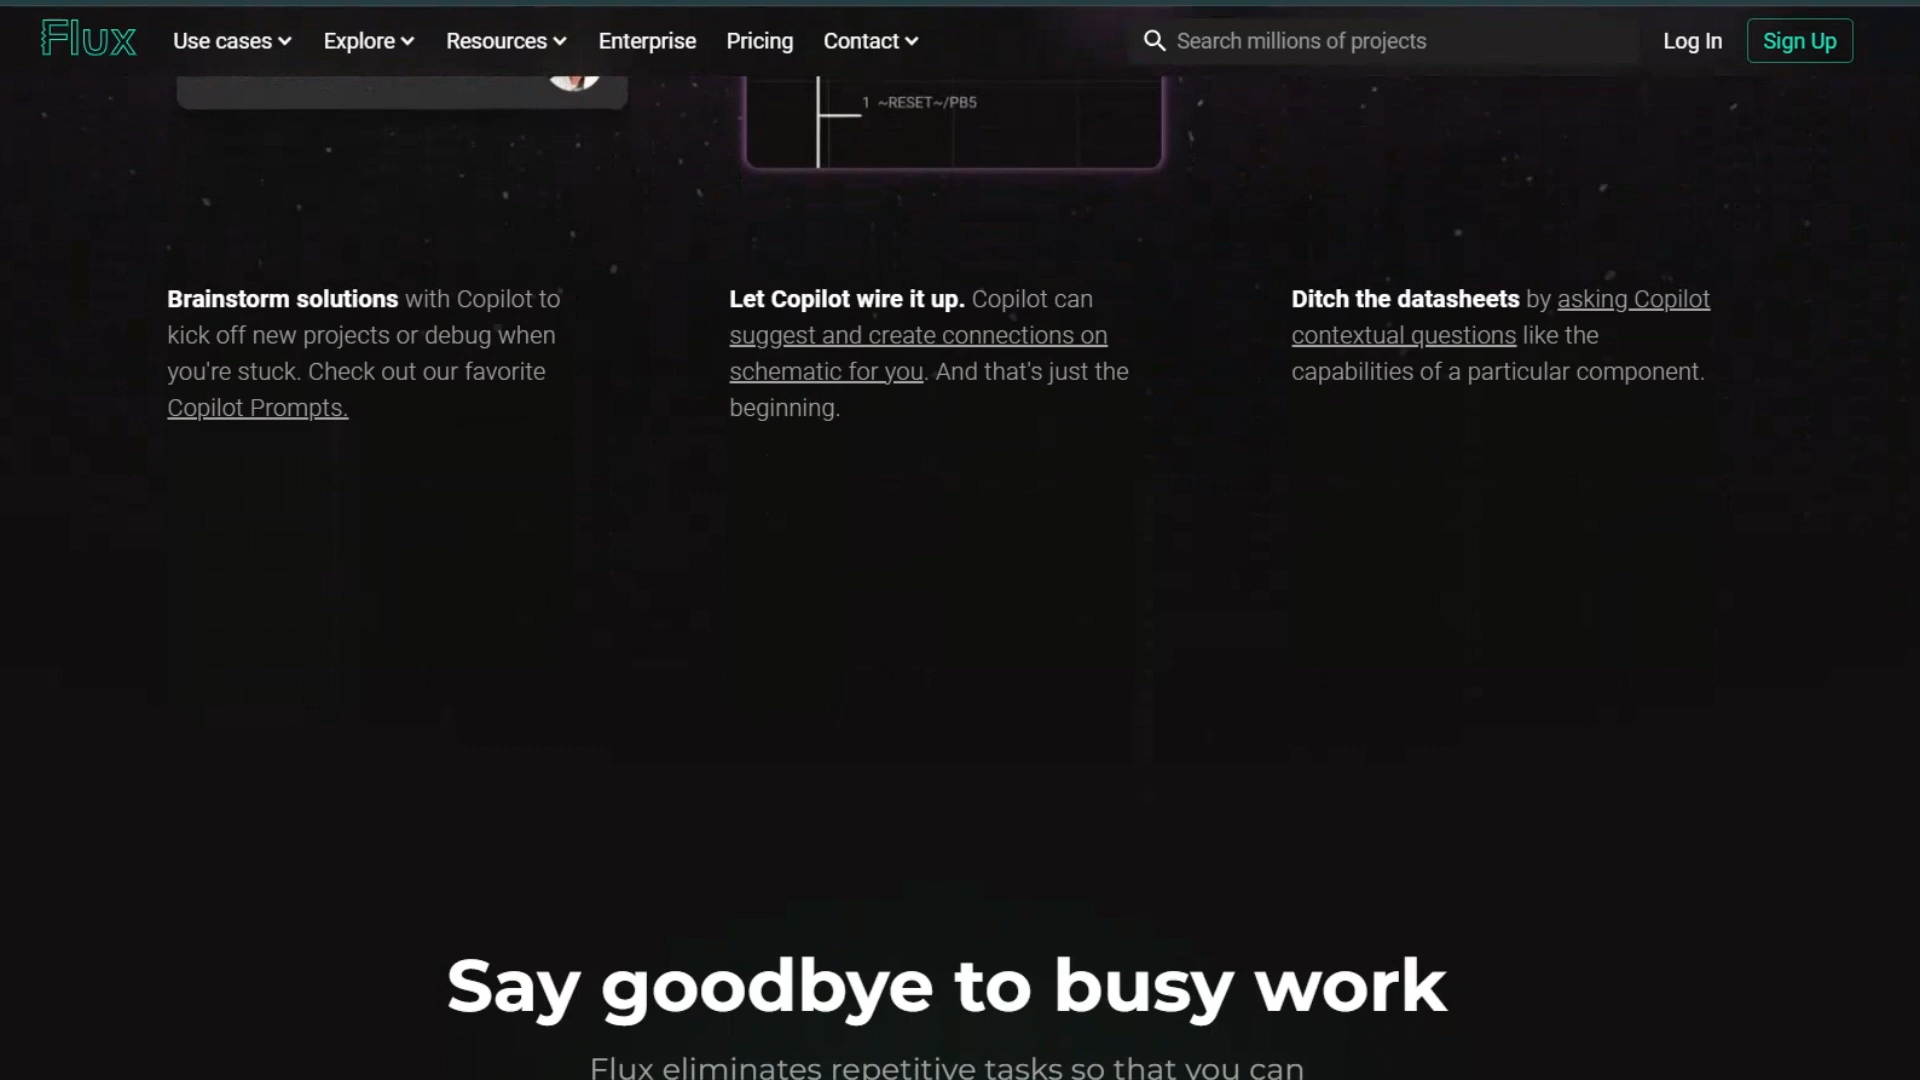 Flux
Use cases Explore Resources Enterprise Pricing Contact Search millions of projects Log In Sign Up
1 ~RESET~/PB5
Brainstorm solutions with Copilot to
kick off new projects or debug when
you're stuck. Check out our favorite
Copilot Prompts.
Let Copilot wire it up. Copilot can
suggest and create connections on
schematic for you. And that's just the
beginning.
Ditch the datasheets by asking Copilot
contextual questions like the
capabilities of a particular component.
Say goodbye to busy work
Flux eliminates repetitive tasks so that you can